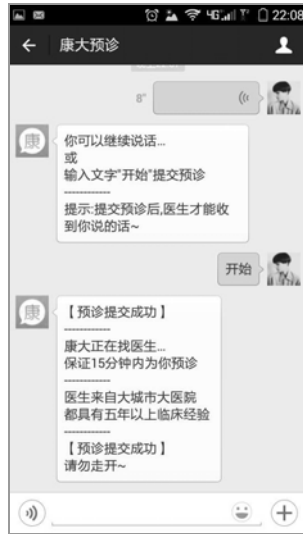 4G 22:08
康大预诊
8"
康
你可以继续说话...
或
输入文字"开始"提交预诊
------------
提示:提交预诊后,医生才能收
到你说的话~
开始
康
【预诊提交成功】
------------
康大正在找医生...
保证15分钟内为你预诊
------------
医生来自大城市大医院
都具有五年以上临床经验
------------
【预诊提交成功】
请勿走开~